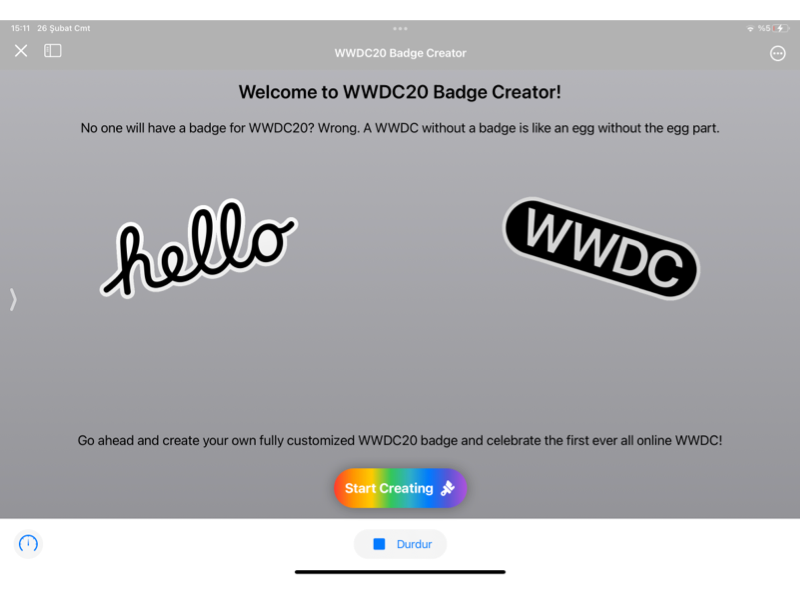 15:11 26 Şubat Cmt
%5
WWDC20 Badge Creator
Welcome to WWDC20 Badge Creator!
No one will have a badge for WWDC20? Wrong. A WWDC without a badge is like an egg without the egg part.
hello
WWDC
Go ahead and create your own fully customized WWDC20 badge and celebrate the first ever all online WWDC!
Start Creating
Durdur